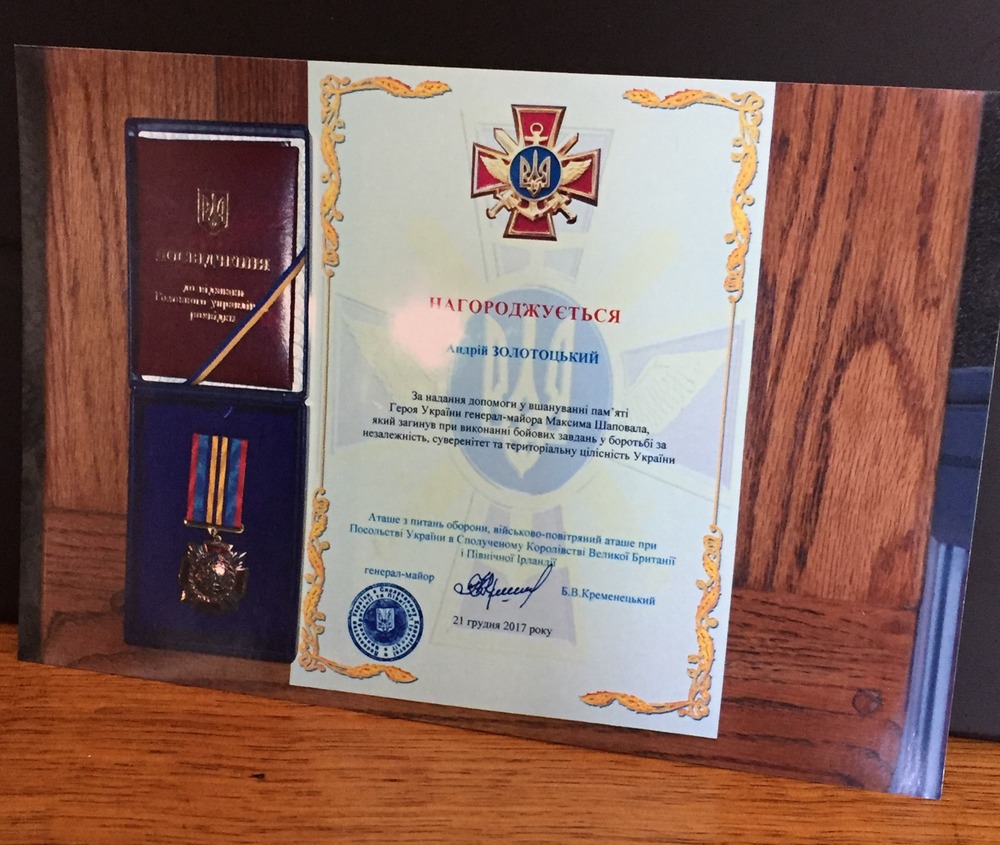 ПОСВІДЧЕННЯ
до відзнаки
Головного управління
розвідки
НАГОРОДЖУЄТЬСЯ
Андрій ЗОЛОТОЦЬКИЙ
За надання допомоги у вшануванні пам’яті
Героя України генерал-майора Максима Шаповала,
який загинув при виконанні бойових завдань у боротьбі за
незалежність, суверенітет та територіальну цілісність України
Аташе з питань оборони, військово-повітряний аташе при
Посольстві України в Сполученому Королівстві Великої Британії
і Північної Ірландії
генерал-майор Б.В.Кременецький
21 грудня 2017 року